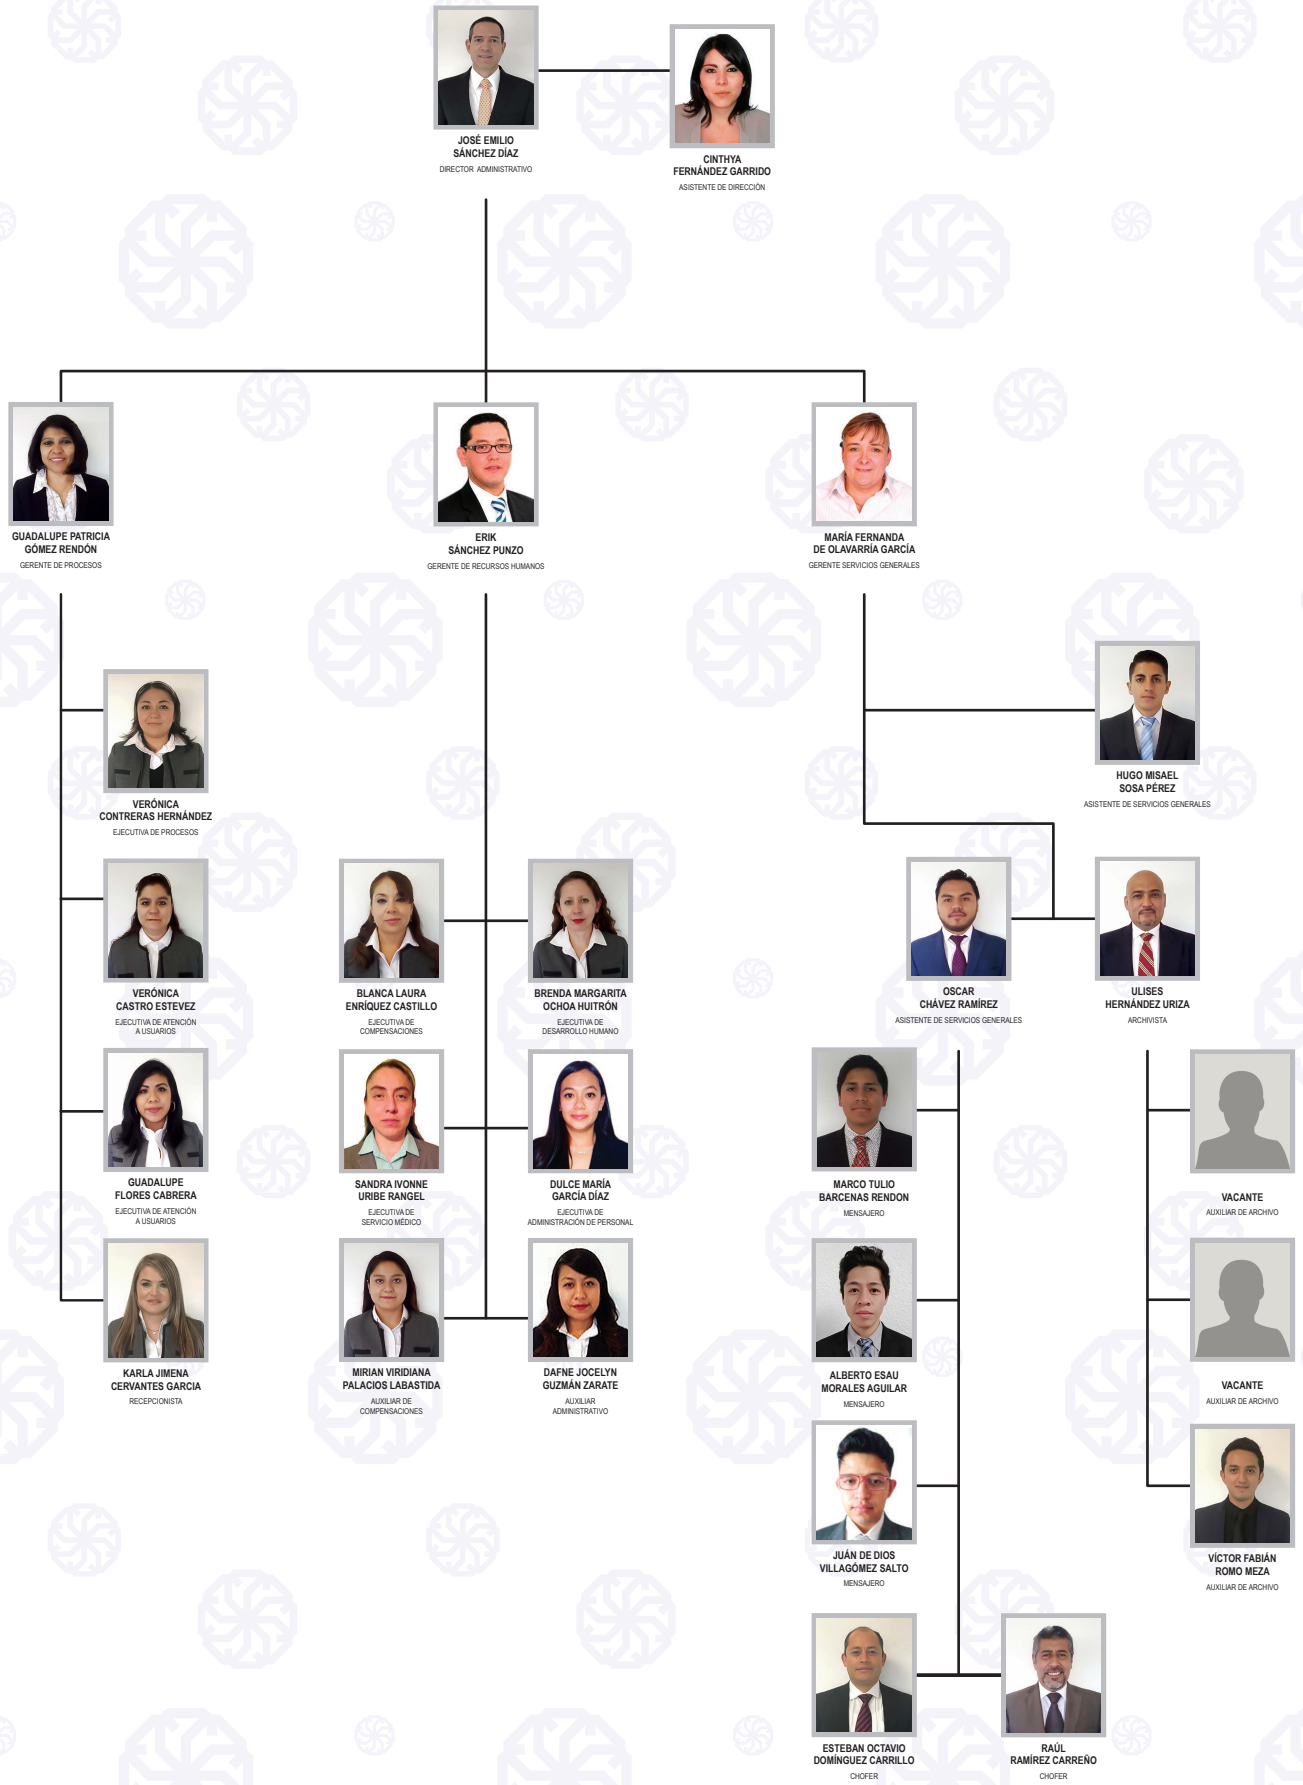 JOSÉ EMILIO
SÁNCHEZ DÍAZ
DIRECTOR ADMINISTRATIVO
CINTHYA
FERNÁNDEZ GARRIDO
ASISTENTE DE DIRECCIÓN
GUADALUPE PATRICIA
GÓMEZ RENDÓN
GERENTE DE PROCESOS
ERIK
SÁNCHEZ PUNZO
GERENTE DE RECURSOS HUMANOS
MARÍA FERNANDA
DE OLAVARRÍA GARCÍA
GERENTE SERVICIOS GENERALES
HUGO MISAEL
SOSA PÉREZ
ASISTENTE DE SERVICIOS GENERALES
VERÓNICA
CONTRERAS HERNÁNDEZ
EJECUTIVA DE PROCESOS
VERÓNICA
CASTRO ESTEVEZ
EJECUTIVA DE ATENCIÓN
A USUARIOS
BLANCA LAURA
ENRÍQUEZ CASTILLO
EJECUTIVA DE
COMPENSACIONES
BRENDA MARGARITA
OCHOA HUITRÓN
EJECUTIVA DE
DESARROLLO HUMANO
OSCAR
CHÁVEZ RAMÍREZ
ASISTENTE DE SERVICIOS GENERALES
ULISES
HERNÁNDEZ URIZA
ARCHIVISTA
GUADALUPE
FLORES CABRERA
EJECUTIVA DE ATENCIÓN
A USUARIOS
SANDRA IVONNE
URIBE RANGEL
EJECUTIVA DE
SERVICIO MÉDICO
DULCE MARÍA
GARCÍA DÍAZ
EJECUTIVA DE
ADMINISTRACIÓN DE PERSONAL
MARCO TULIO
BARCENAS RENDON
MENSAJERO
VACANTE
AUXILIAR DE ARCHIVO
KARLA JIMENA
CERVANTES GARCIA
RECEPCIONISTA
MIRIAN VIRIDIANA
PALACIOS LABASTIDA
AUXILIAR DE
COMPENSACIONES
DAFNE JOCELYN
GUZMÁN ZARATE
AUXILIAR
ADMINISTRATIVO
ALBERTO ESAU
MORALES AGUILAR
MENSAJERO
VACANTE
AUXILIAR DE ARCHIVO
JUÁN DE DIOS
VILLAGÓMEZ SALTO
MENSAJERO
VÍCTOR FABIÁN
ROMO MEZA
AUXILIAR DE ARCHIVO
ESTEBAN OCTAVIO
DOMÍNGUEZ CARRILLO
CHOFER
RAÚL
RAMÍREZ CARREÑO
CHOFER